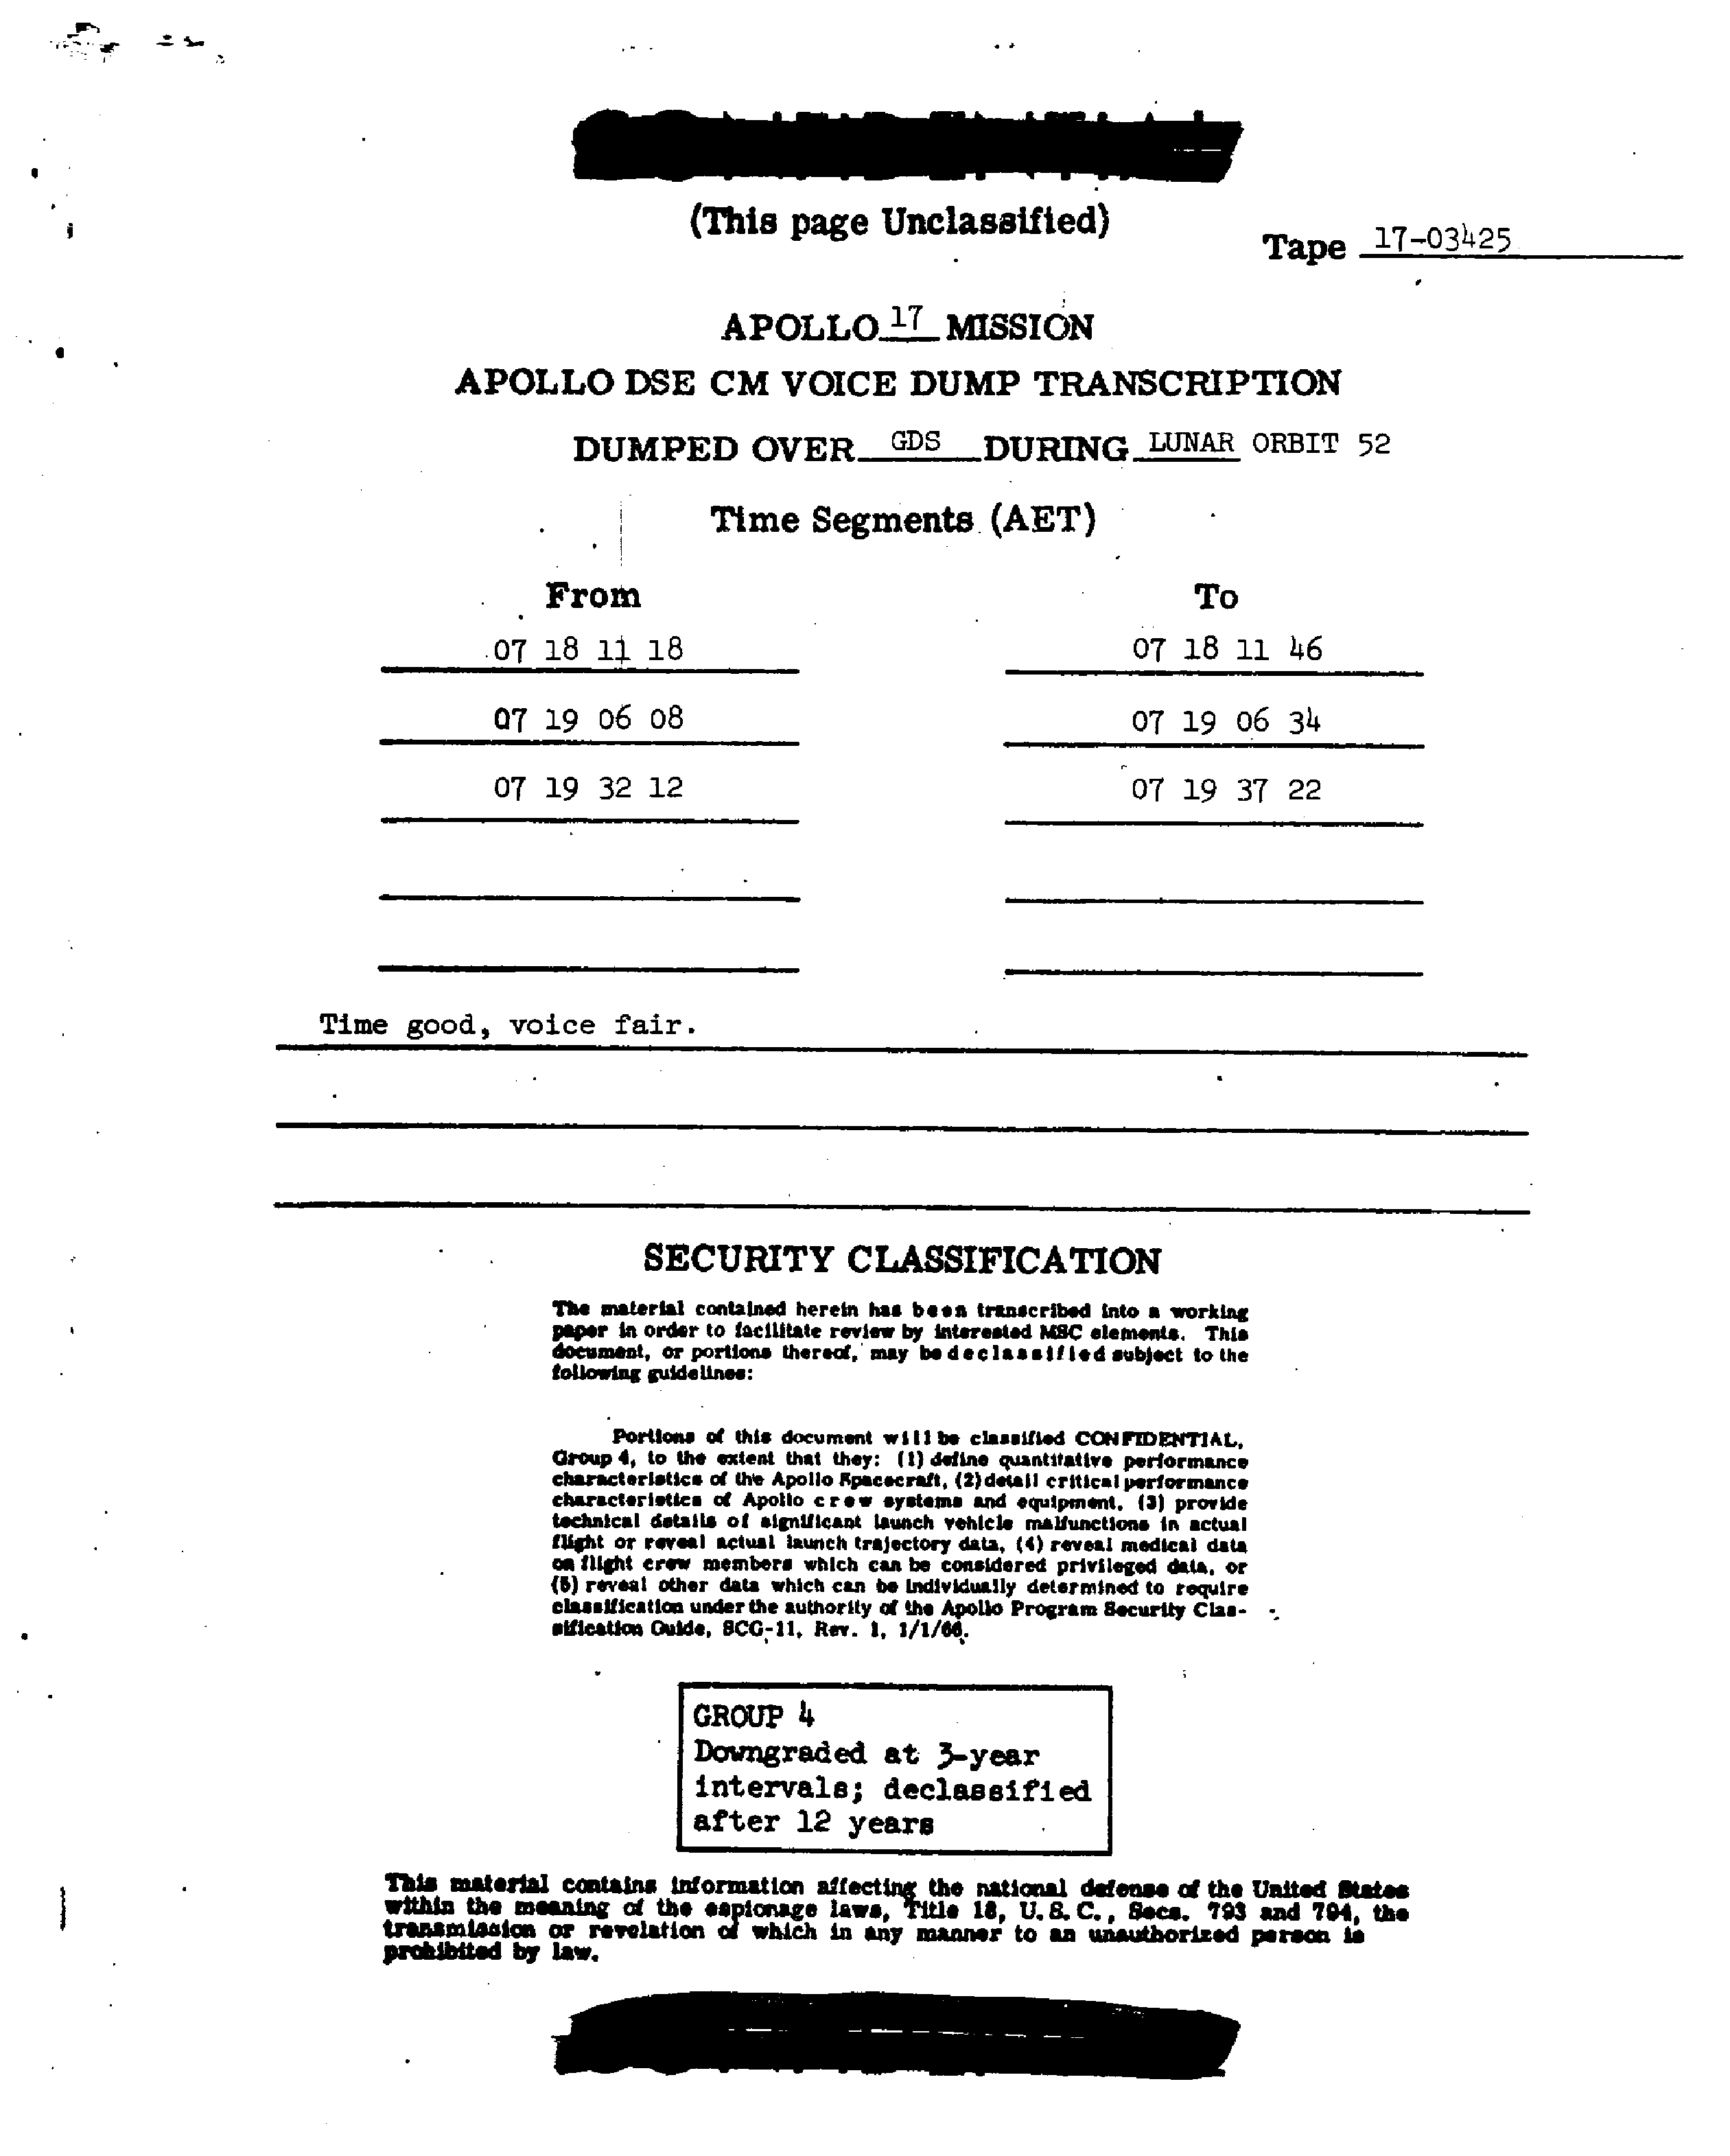 (This page Unclassified)
Tape 17-03425
APOLLO 17 MISSION
APOLLO DSE CM VOICE DUMP TRANSCRIPTION
DUMPED OVER GDS DURING LUNAR ORBIT 52
Time Segments (AET)
From To
07 18 11 18 07 18 11 46
07 19 06 08 07 19 06 34
07 19 32 12 07 19 37 22
Time good, voice fair.
SECURITY CLASSIFICATION
The material contained herein has been transcribed into a working
paper in order to facilitate review by interested MSC elements. This
document, or portions thereof, may be declassified subject to the
following guidelines:
Portions of this document will be classified CONFIDENTIAL,
Group 4, to the extent that they: (1) define quantitative performance
characteristics of the Apollo Spacecraft, (2) detail critical performance
characteristics of Apollo crew systems and equipment, (3) provide
technical details of significant launch vehicle malfunctions in actual
flight or reveal actual launch trajectory data, (4) reveal medical data
on flight crew members which can be considered privileged data, or
(5) reveal other data which can be individually determined to require
classification under the authority of the Apollo Program Security Clas-
sification Guide, SCG-11, Rev. 1, 1/1/66.
GROUP 4
Downgraded at 3-year
intervals; declassified
after 12 years
This material contains information affecting the national defense of the United States
within the meaning of the espionage laws, Title 18, U.S.C., Secs. 793 and 794, the
transmission or revelation of which in any manner to an unauthorized person is
prohibited by law.